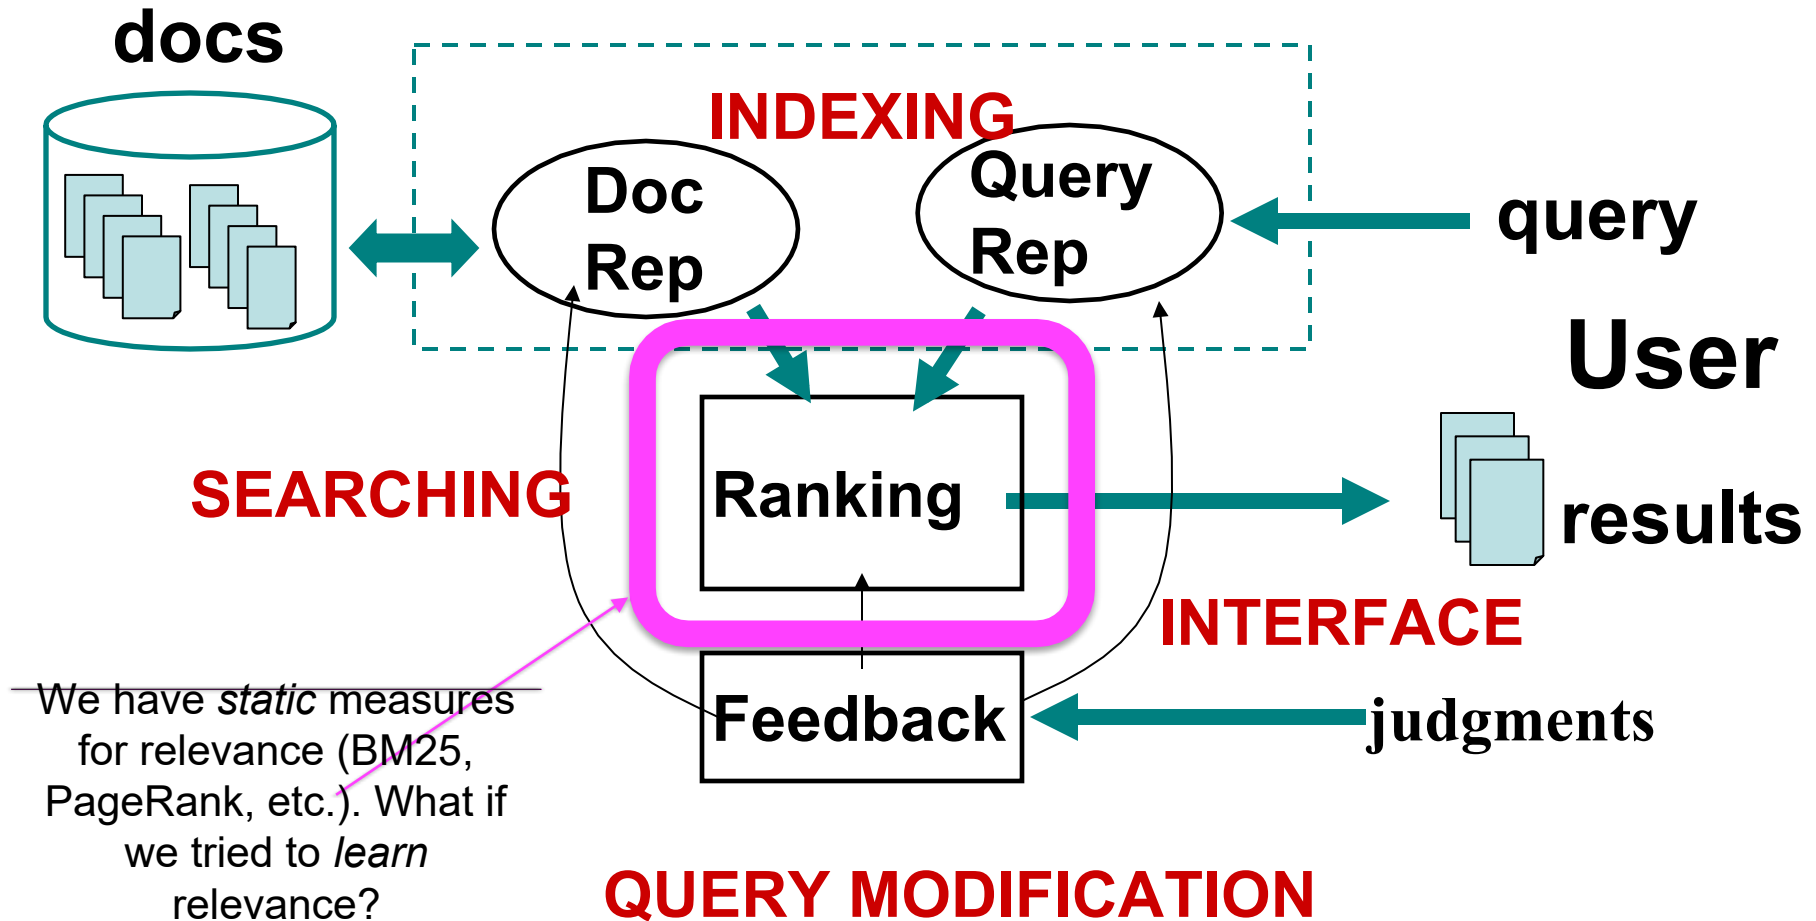 docs
INDEXING
Doc
Rep
Query
Rep
query
User
SEARCHING
Ranking
results
INTERFACE
Feedback
judgments
We have static measures
for relevance (BM25,
PageRank, etc.). What if
we tried to learn
relevance?
QUERY MODIFICATION